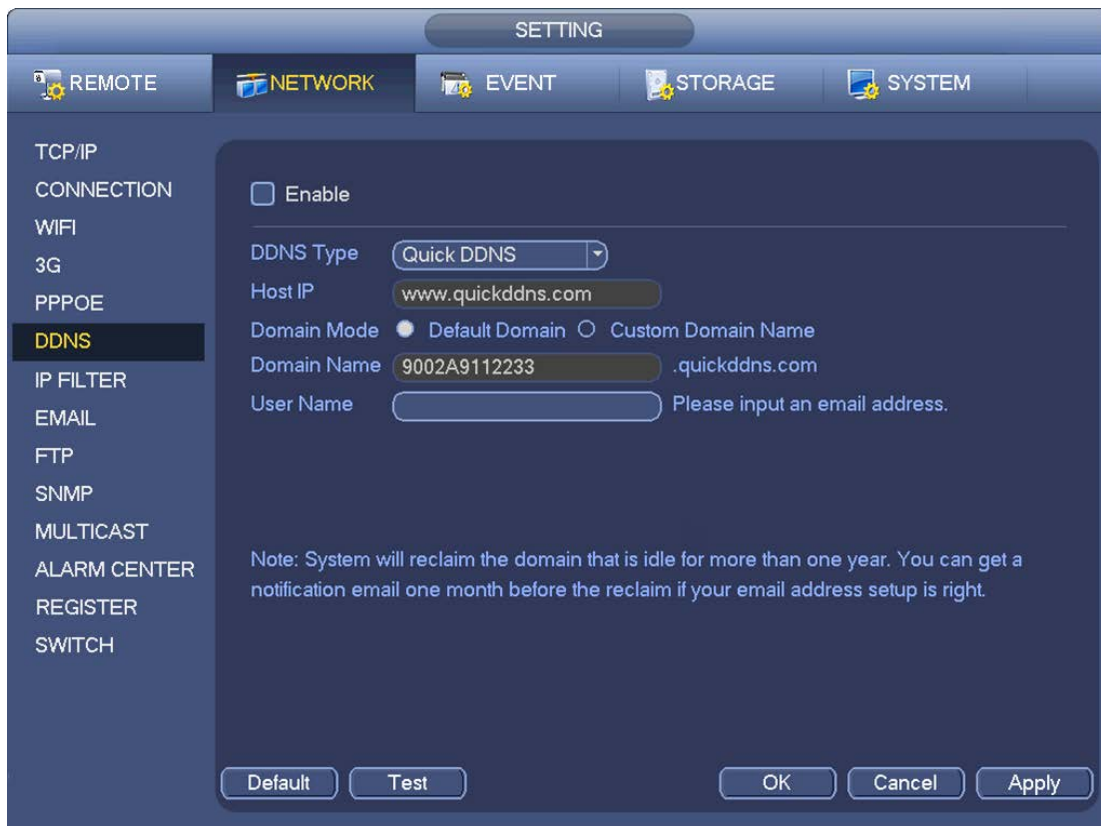 SETTING
REMOTE NETWORK EVENT STORAGE SYSTEM
TCP/IP
CONNECTION
WIFI
3G
PPPOE
DDNS
IP FILTER
EMAIL
FTP
SNMP
MULTICAST
ALARM CENTER
REGISTER
SWITCH
Enable
DDNS Type Quick DDNS
Host IP www.quickddns.com
Domain Mode Default Domain Custom Domain Name
Domain Name 9002A9112233 .quickddns.com
User Name Please input an email address.
Note: System will reclaim the domain that is idle for more than one year. You can get a
notification email one month before the reclaim if your email address setup is right.
Default Test OK Cancel Apply